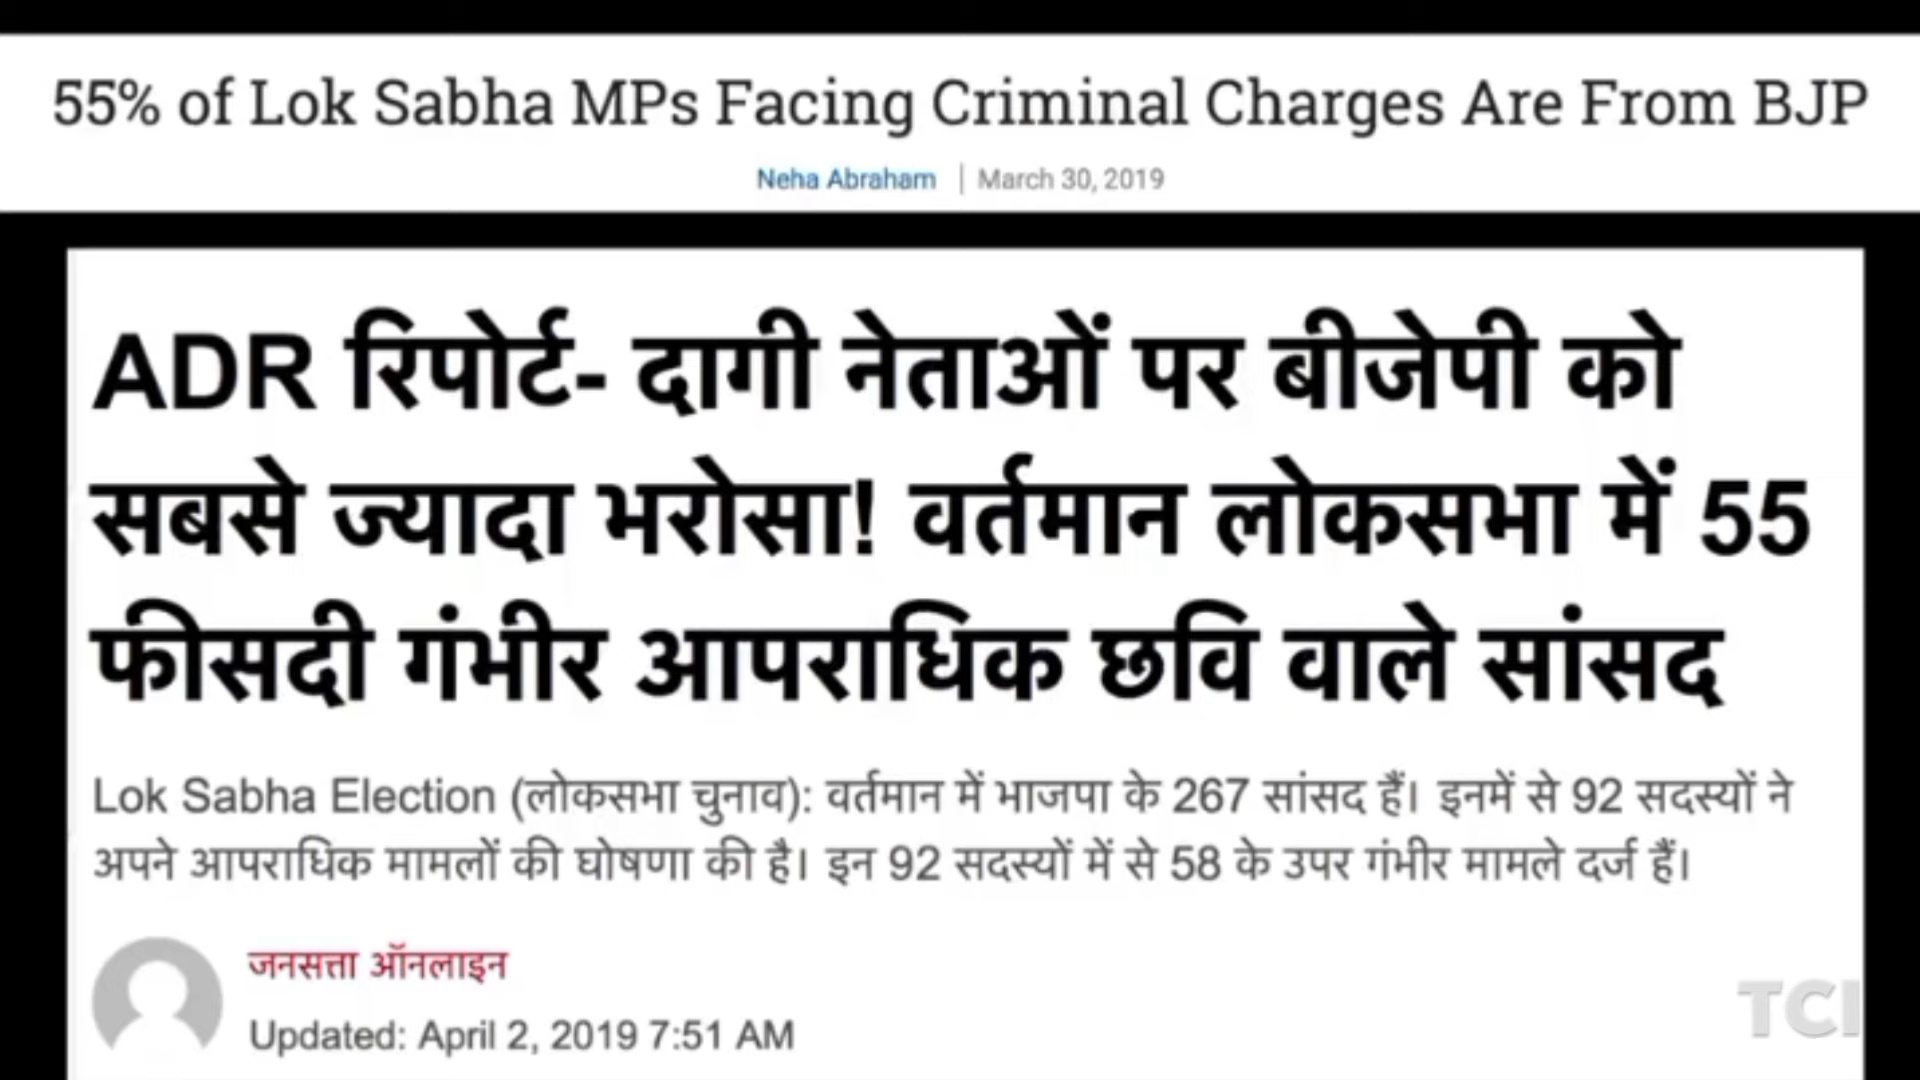 55% of Lok Sabha MPs Facing Criminal Charges Are From BJP
Neha Abraham | March 30, 2019
ADR रिपोर्ट- दागी नेताओं पर बीजेपी को
सबसे ज्यादा भरोसा! वर्तमान लोकसभा में 55
फीसदी गंभीर आपराधिक छवि वाले सांसद
Lok Sabha Election (लोकसभा चुनाव): वर्तमान में भाजपा के 267 सांसद हैं। इनमें से 92 सदस्यों ने
अपने आपराधिक मामलों की घोषणा की है। इन 92 सदस्यों में से 58 के उपर गंभीर मामले दर्ज हैं।
जनसत्ता ऑनलाइन
Updated: April 2, 2019 7:51 AM
TCI